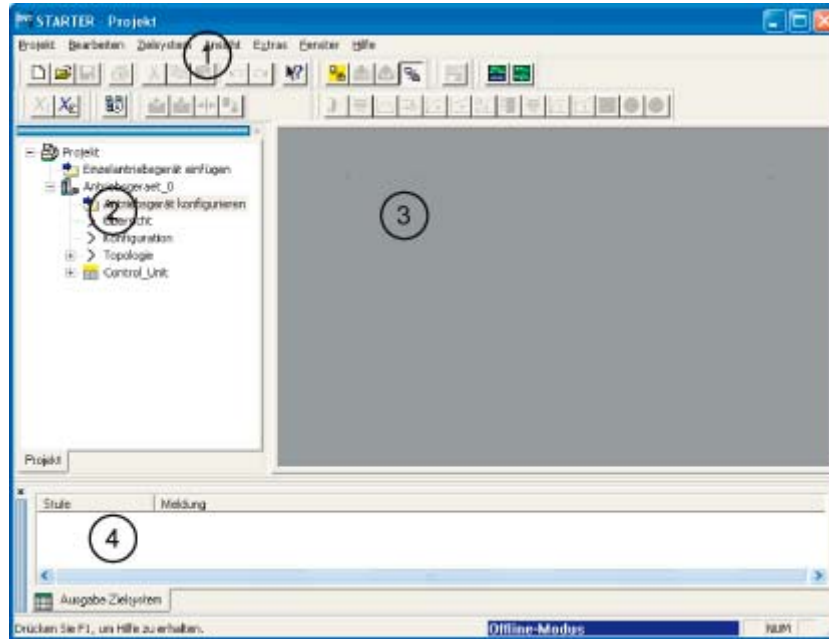 STARTER - Projekt
Projekt Bearbeiten Zielsystem Ansicht Extras Fenster Hilfe
1
Projekt
Einzelantriebsgerät einfügen
Antriebsgeraet_0
Antriebsgerät konfigurieren
Übersicht
Konfiguration
Topologie
Control_Unit
2
3
Projekt
Stufe Meldung
4
Ausgabe Zielsystem
Drücken Sie F1, um Hilfe zu erhalten. Offline-Modus NUM